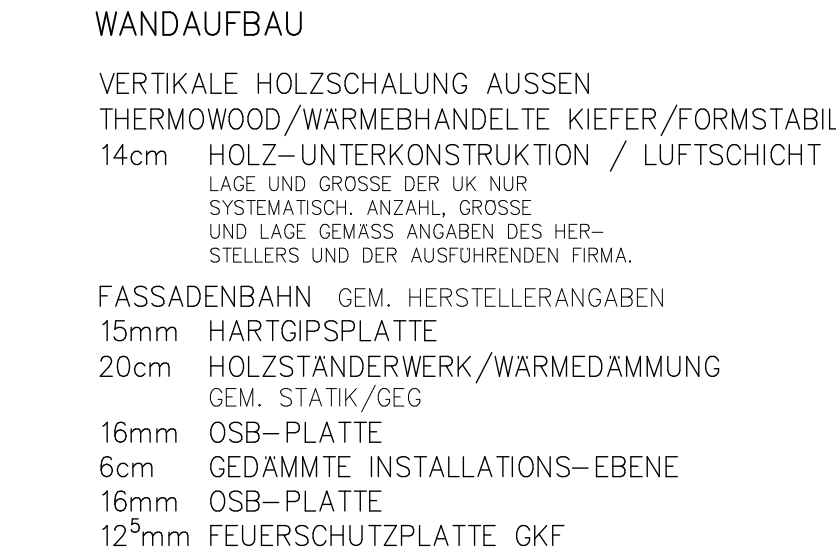 WANDAUFBAU
VERTIKALE HOLZSCHALUNG AUSSEN
THERMOWOOD/WÄRMEBHANDELTE KIEFER/FORMSTABIL
14cm HOLZ-UNTERKONSTRUKTION / LUFTSCHICHT
LAGE UND GRÖSSE DER UK NUR
SYSTEMATISCH. ANZAHL, GRÖSSE
UND LAGE GEMÄSS ANGABEN DES HER-
STELLERS UND DER AUSFÜHRENDEN FIRMA.
FASSADENBAHN GEM. HERSTELLERANGABEN
15mm HARTGIPSPLATTE
20cm HOLZSTÄNDERWERK/WÄRMEDÄMMUNG
GEM. STATIK/GEG
16mm OSB-PLATTE
6cm GEDÄMMTE INSTALLATIONS-EBENE
16mm OSB-PLATTE
12⁵mm FEUERSCHUTZPLATTE GKF